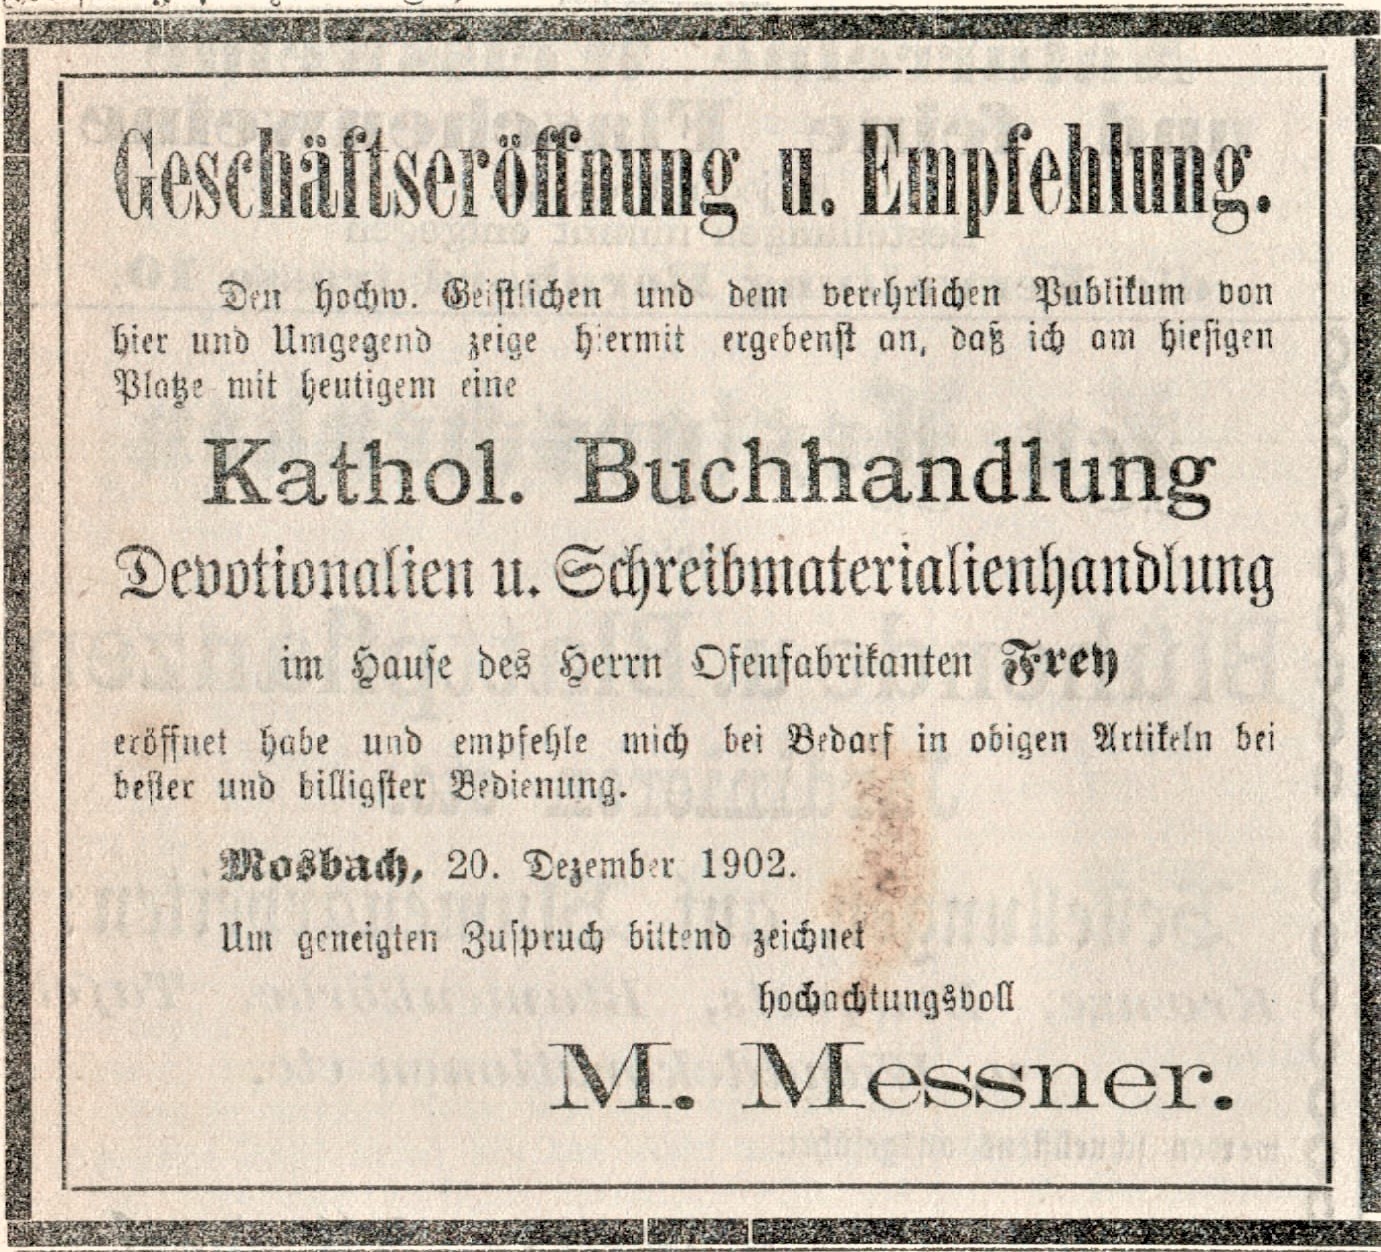 Geschäftseröffnung u. Empfehlung.
Den hochw. Geistlichen und dem verehrlichen Publikum von
hier und Umgegend zeige hiermit ergebenst an, daß ich am hiesigen
Platze mit heutigem eine
Kathol. Buchhandlung
Devotionalien u. Schreibmaterialienhandlung
im Hause des Herrn Ofenfabrikanten Frey
eröffnet habe und empfehle mich bei Bedarf in obigen Artikeln bei
bester und billigster Bedienung.
Mosbach, 20. Dezember 1902.
Um geneigten Zuspruch bittend zeichnet
hochachtungsvoll
M. Messner.